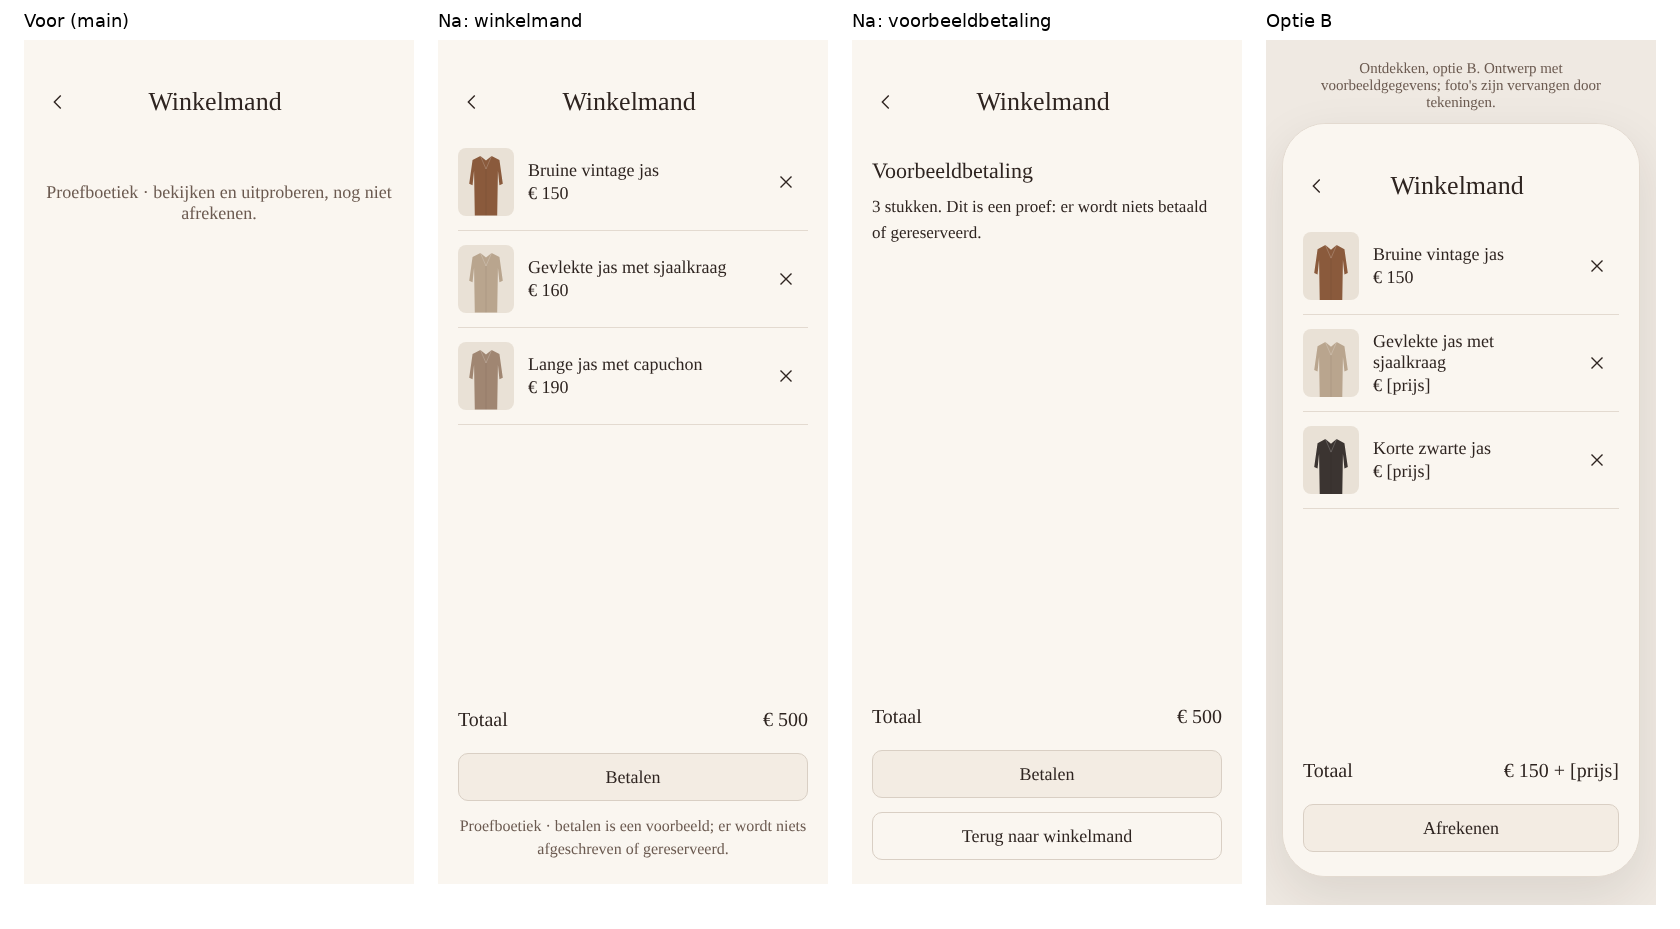 Voor (main)
Winkelmand
Proefboetiek · bekijken en uitproberen, nog niet
afrekenen.
Na: winkelmand
Winkelmand
Bruine vintage jas
€ 150
Gevlekte jas met sjaalkraag
€ 160
Lange jas met capuchon
€ 190
Totaal € 500
Betalen
Proefboetiek · betalen is een voorbeeld; er wordt niets
afgeschreven of gereserveerd.
Na: voorbeeldbetaling
Winkelmand
Voorbeeldbetaling
3 stukken. Dit is een proef: er wordt niets betaald
of gereserveerd.
Totaal € 500
Betalen
Terug naar winkelmand
Optie B
Ontdekken, optie B. Ontwerp met
voorbeeldgegevens; foto's zijn vervangen door
tekeningen.
Winkelmand
Bruine vintage jas
€ 150
Gevlekte jas met
sjaalkraag
€ [prijs]
Korte zwarte jas
€ [prijs]
Totaal € 150 + [prijs]
Afrekenen